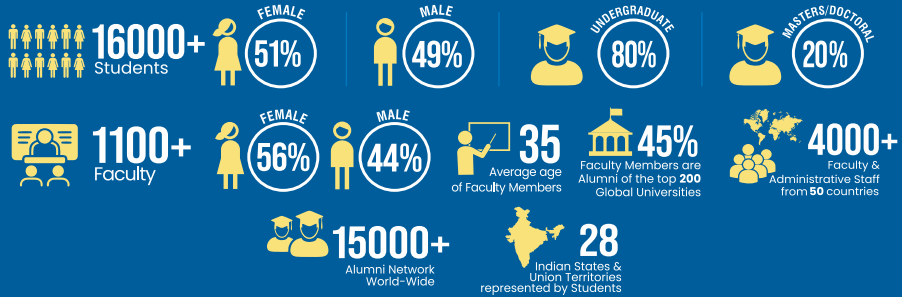 16000+
Students
FEMALE
51%
MALE
49%
UNDERGRADUATE
80%
MASTERS/DOCTORAL
20%
1100+
Faculty
FEMALE
56%
MALE
44%
35
Average age
of Faculty Members
45%
Faculty Members are
Alumni of the top 200
Global Universities
4000+
Faculty &
Administrative Staff
from 50 countries
15000+
Alumni Network
World-Wide
28
Indian States &
Union Territories
represented by Students